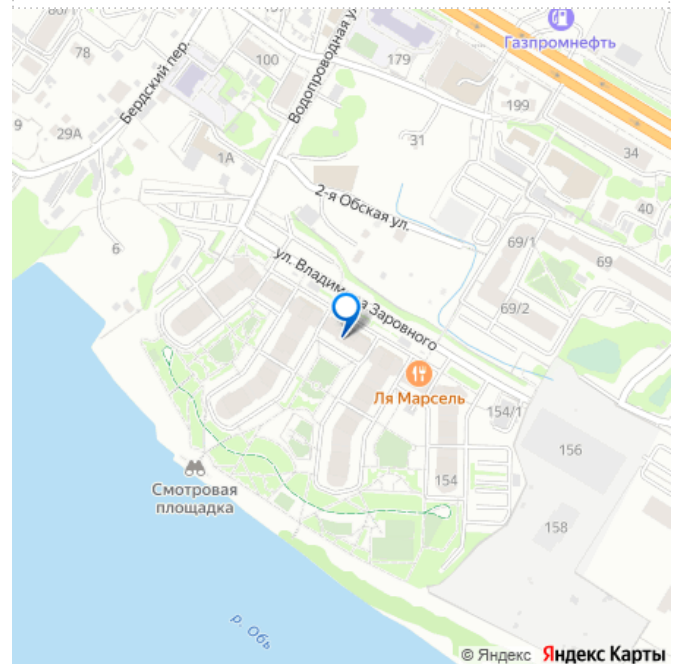 80/1
78
Бердский пер.
100
Водопроводная ул.
179
Газпромнефть
199
9
29А
1А
31
34
2-я Обская ул.
40
6
69/1
69
ул. Владимира Заровного
69/2
Ля Марсель
154/1
156
154
Смотровая
площадка
158
р. Обь
© Яндекс Яндекс Карты